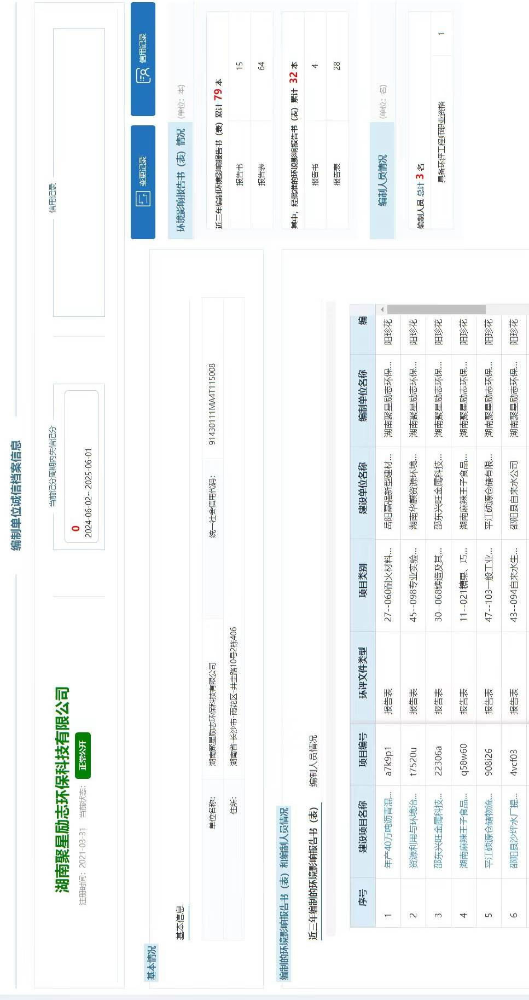 编制单位诚信档案信息
湖南聚星励志环保科技有限公司
注册时间：2021-03-31 当前状态： 正常公开
当前记分周期内失信记分
0
2024-06-02~ 2025-06-01
信用记录
基本情况
基本信息
单位名称： 湖南聚星励志环保科技有限公司 统一社会信用代码： 91430111MA4T115008
住所： 湖南省-长沙市-雨花区-井圭路10号2栋406
变更记录 信用记录
环境影响报告书（表）情况 (单位：本)
近三年编制环境影响报告书（表）累计 79 本
报告书 15
报告表 64
其中，经批准的环境影响报告书（表）累计 32 本
报告书 4
报告表 28
编制人员情况 (单位：名)
编制人员 总计 3 名
具备环评工程师职业资格 1
编制的环境影响报告书（表）和编制人员情况
近三年编制的环境影响报告书（表） 编制人员情况
序号 建设项目名称 项目编号 环评文件类型 项目类别 建设单位名称 编制单位名称 编
1 年产40万吨沥青混... a7k9p1 报告表 27--060耐火材料... 岳阳磊强新型建材... 湖南聚星励志环保... 阳珍花
2 资源利用与环境治... t7520u 报告表 45--098专业实验... 湖南华麒资源环境... 湖南聚星励志环保... 阳珍花
3 邵东兴旺金属科技... 22306a 报告表 30--068铸造及其... 邵东兴旺金属科技... 湖南聚星励志环保... 阳珍花
4 湖南麻辣王子食品... q58w60 报告表 11--021糖果、巧... 湖南麻辣王子食品... 湖南聚星励志环保... 阳珍花
5 平江硕源仓储物流... 908i26 报告表 47--103一般工业... 平江硕源仓储有限... 湖南聚星励志环保... 阳珍花
6 邵阳县沙坪水厂提... 4vcf03 报告表 43--094自来水生... 邵阳县自来水公司 湖南聚星励志环保... 阳珍花